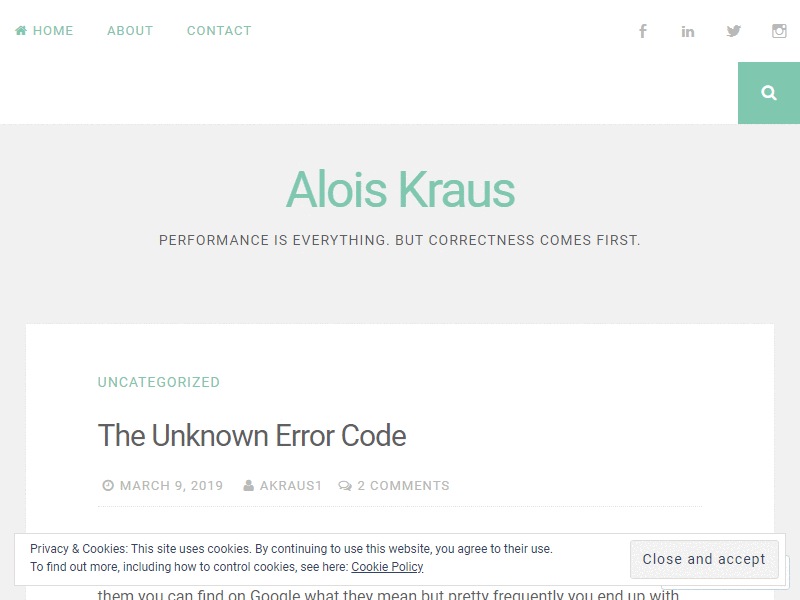 HOME ABOUT CONTACT
Alois Kraus
PERFORMANCE IS EVERYTHING. BUT CORRECTNESS COMES FIRST.
UNCATEGORIZED
The Unknown Error Code
MARCH 9, 2019 AKRAUS1 2 COMMENTS
Privacy & Cookies: This site uses cookies. By continuing to use this website, you agree to their use.
To find out more, including how to control cookies, see here: Cookie Policy
Close and accept
them you can find on Google what they mean but pretty frequently you end up with